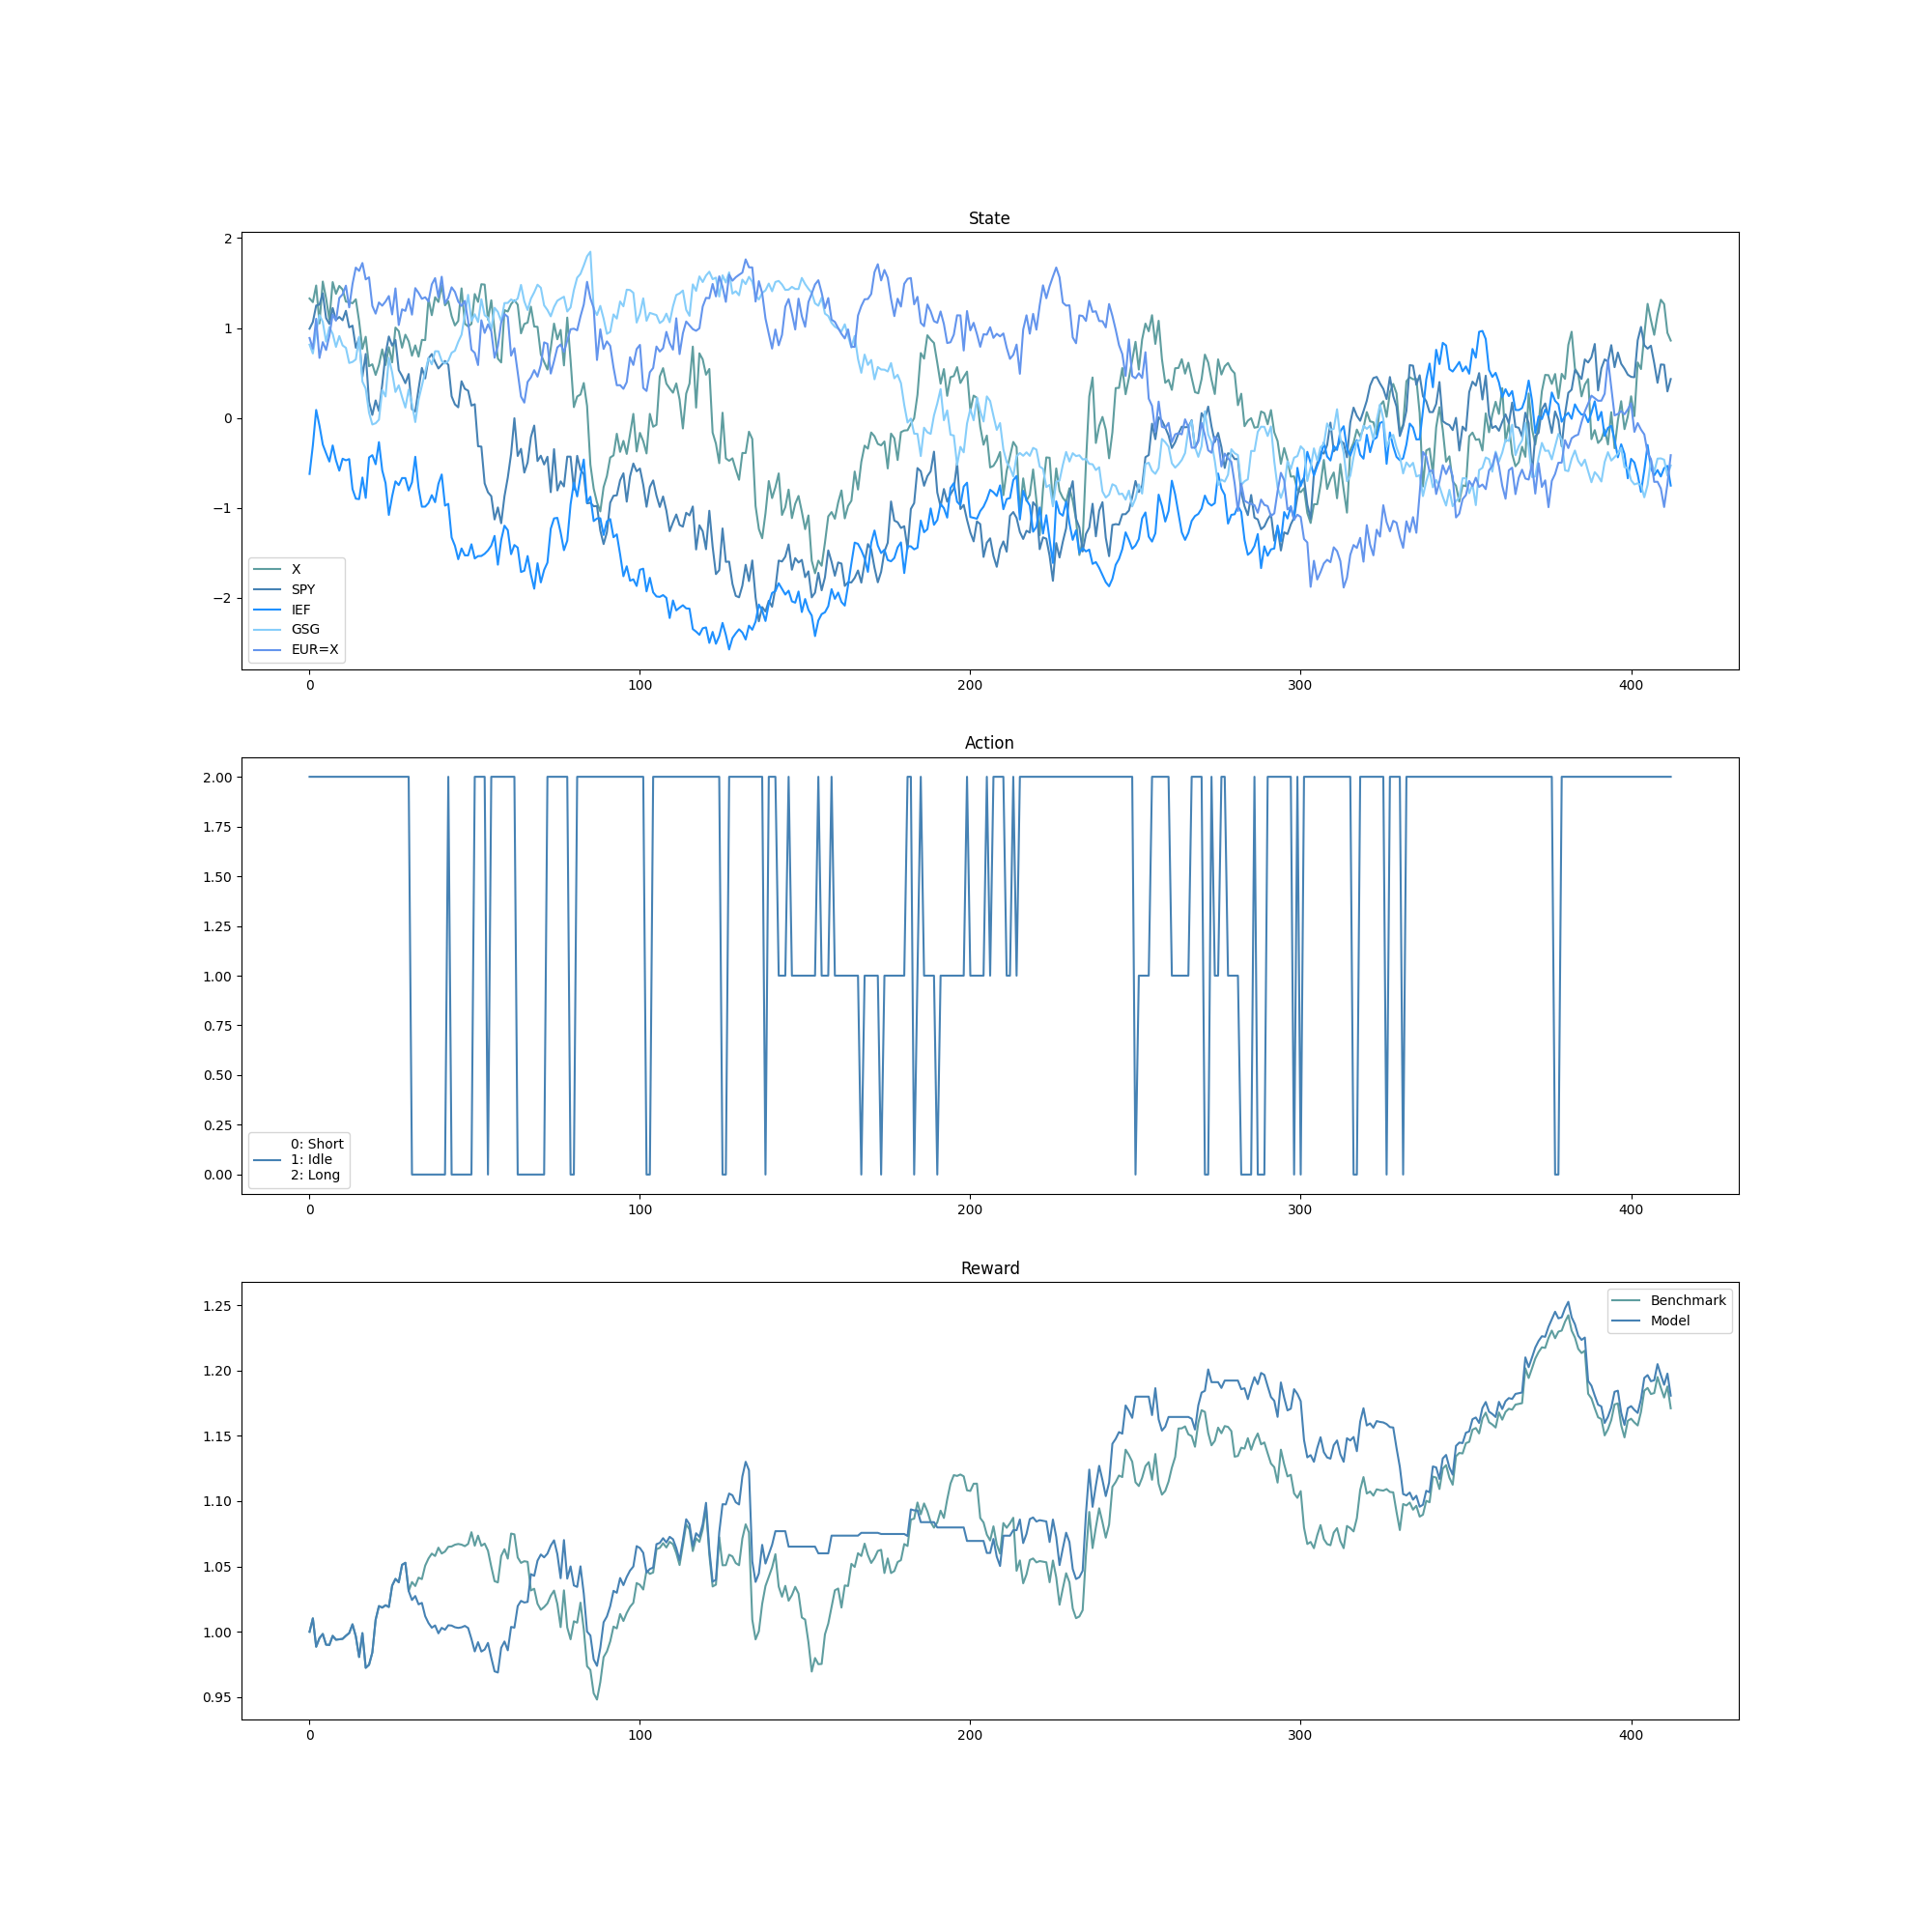 State
2
1
0
−1
−2
X
SPY
IEF
GSG
EUR=X
0 100 200 300 400
Action
2.00
1.75
1.50
1.25
1.00
0.75
0.50
0.25
0.00
0: Short
1: Idle
2: Long
0 100 200 300 400
Reward
1.25
1.20
1.15
1.10
1.05
1.00
0.95
Benchmark
Model
0 100 200 300 400